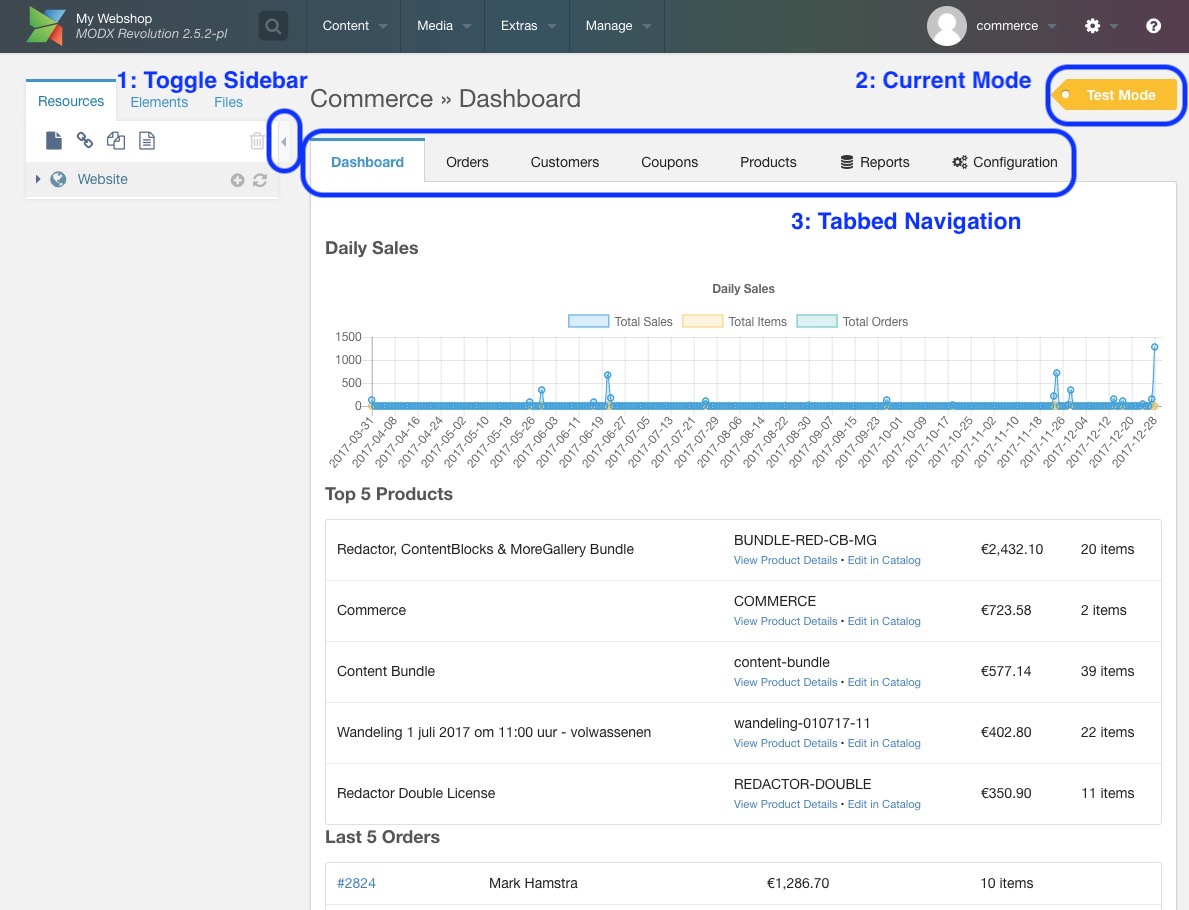 My Webshop
MODX Revolution 2.5.2-pl
Content
Media
Extras
Manage
commerce
1: Toggle Sidebar
2: Current Mode
Test Mode
Resources
Elements
Files
Commerce » Dashboard
Website
Dashboard
Orders
Customers
Coupons
Products
Reports
Configuration
3: Tabbed Navigation
Daily Sales
Daily Sales
Total Sales
Total Items
Total Orders
1500
1000
500
0
2017-03-31
2017-04-08
2017-04-16
2017-04-24
2017-05-02
2017-05-10
2017-05-18
2017-05-26
2017-06-03
2017-06-11
2017-06-19
2017-06-27
2017-07-05
2017-07-13
2017-07-21
2017-07-29
2017-08-06
2017-08-14
2017-08-22
2017-08-30
2017-09-07
2017-09-15
2017-09-23
2017-10-01
2017-10-09
2017-10-17
2017-10-25
2017-11-02
2017-11-10
2017-11-18
2017-11-26
2017-12-04
2017-12-12
2017-12-20
2017-12-28
Top 5 Products
Redactor, ContentBlocks & MoreGallery Bundle
BUNDLE-RED-CB-MG
View Product Details • Edit in Catalog
€2,432.10
20 items
Commerce
COMMERCE
View Product Details • Edit in Catalog
€723.58
2 items
Content Bundle
content-bundle
View Product Details • Edit in Catalog
€577.14
39 items
Wandeling 1 juli 2017 om 11:00 uur - volwassenen
wandeling-010717-11
View Product Details • Edit in Catalog
€402.80
22 items
Redactor Double License
REDACTOR-DOUBLE
View Product Details • Edit in Catalog
€350.90
11 items
Last 5 Orders
#2824
Mark Hamstra
€1,286.70
10 items